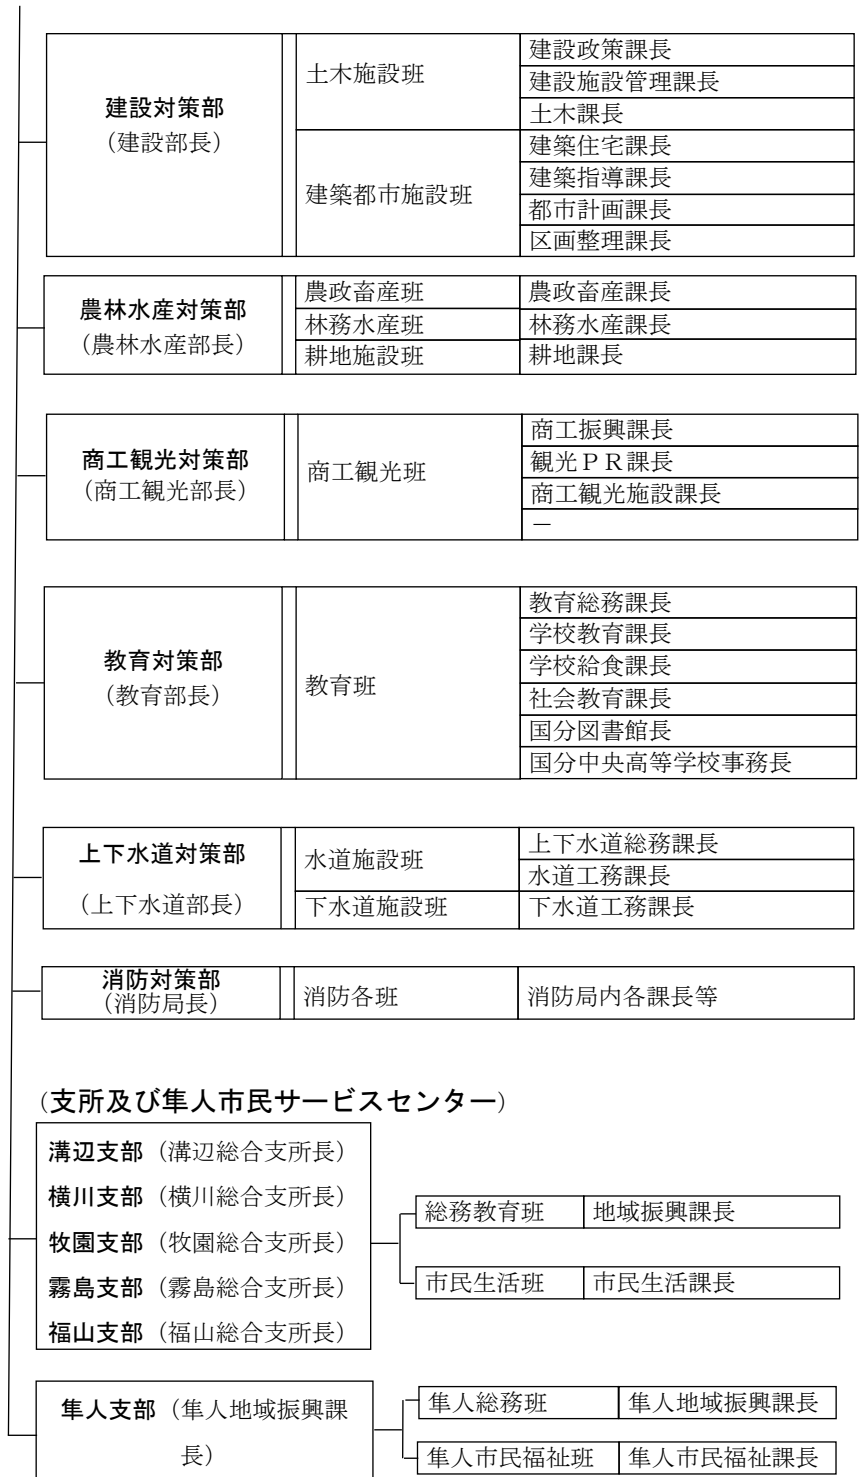 建設対策部
（建設部長）
土木施設班
建設政策課長
建設施設管理課長
土木課長
建築都市施設班
建築住宅課長
建築指導課長
都市計画課長
区画整理課長
農林水産対策部
（農林水産部長）
農政畜産班
農政畜産課長
林務水産班
林務水産課長
耕地施設班
耕地課長
商工観光対策部
（商工観光部長）
商工観光班
商工振興課長
観光ＰＲ課長
商工観光施設課長
－
教育対策部
（教育部長）
教育班
教育総務課長
学校教育課長
学校給食課長
社会教育課長
国分図書館長
国分中央高等学校事務長
上下水道対策部
（上下水道部長）
水道施設班
上下水道総務課長
水道工務課長
下水道施設班
下水道工務課長
消防対策部
（消防局長）
消防各班
消防局内各課長等
（支所及び隼人市民サービスセンター）
溝辺支部（溝辺総合支所長）
横川支部（横川総合支所長）
牧園支部（牧園総合支所長）
霧島支部（霧島総合支所長）
福山支部（福山総合支所長）
総務教育班
地域振興課長
市民生活班
市民生活課長
隼人支部（隼人地域振興課
長）
隼人総務班
隼人地域振興課長
隼人市民福祉班
隼人市民福祉課長